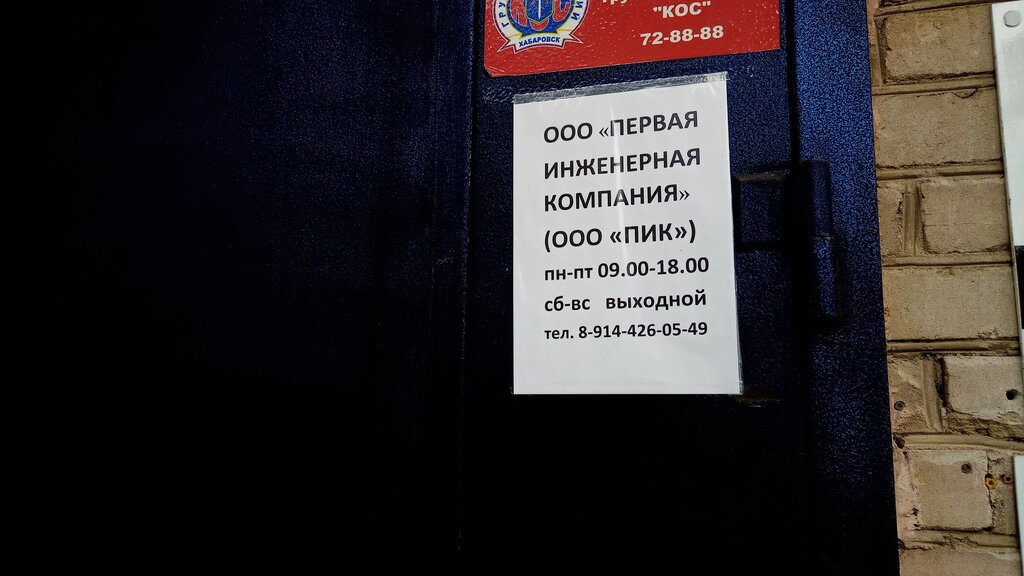 "КОС"
ХАБАРОВСК
72-88-88
ООО «ПЕРВАЯ
ИНЖЕНЕРНАЯ
КОМПАНИЯ»
(ООО «ПИК»)
пн-пт 09.00-18.00
сб-вс выходной
тел. 8-914-426-05-49